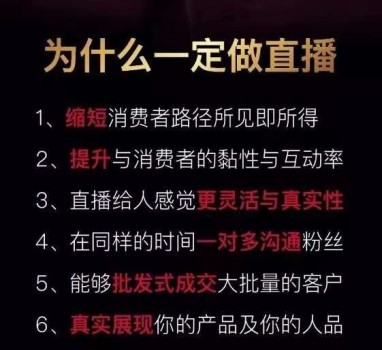 为什么一定做直播
1、缩短消费者路径所见即所得
2、提升与消费者的黏性与互动率
3、直播给人感觉更灵活与真实性
4、在同样的时间一对多沟通粉丝
5、能够批发式成交大批量的客户
6、真实展现你的产品及你的人品